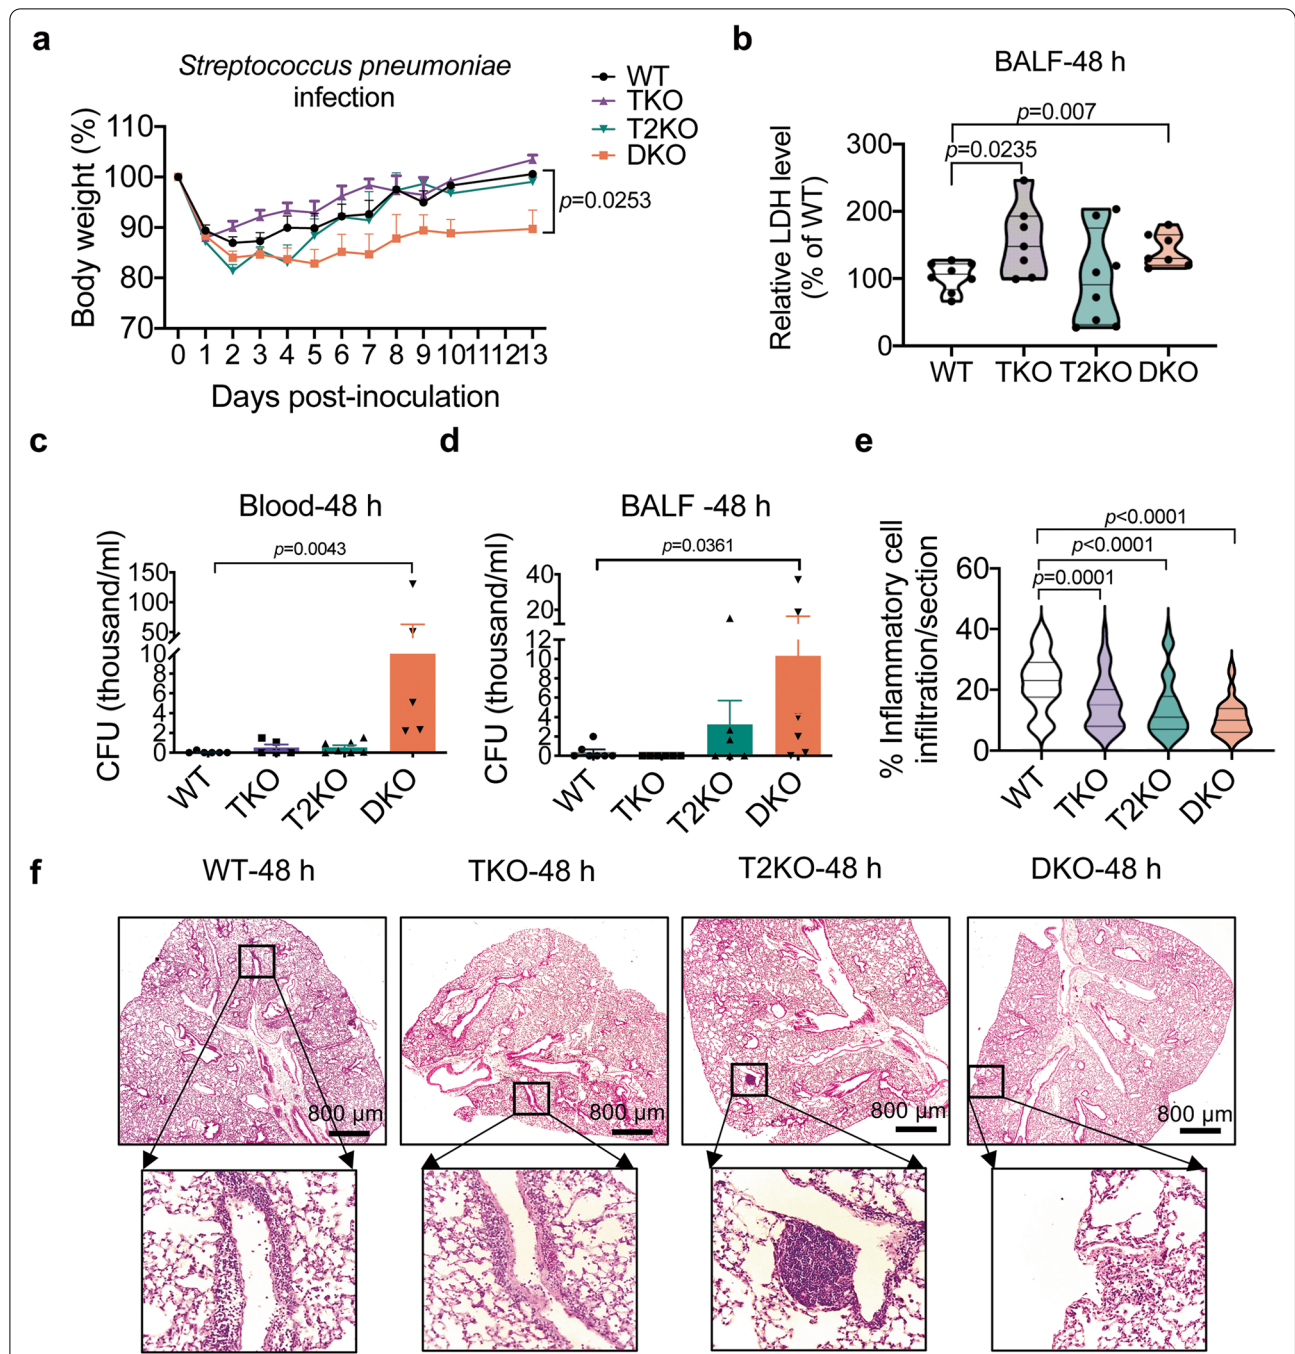 a
Streptococcus pneumoniae
infection
WT
TKO
T2KO
DKO
Body weight (%)
110
100
90
80
70
p=0.0253
0 1 2 3 4 5 6 7 8 9 10 11 12 13
Days post-inoculation
b
BALF-48 h
Relative LDH level
(% of WT)
p=0.007
p=0.0235
300
200
100
0
WT TKO T2KO DKO
c
Blood-48 h
CFU (thousand/ml)
p=0.0043
150
100
50
10
8
6
4
2
0
WT TKO T2KO DKO
d
BALF -48 h
CFU (thousand/ml)
p=0.0361
40
20
12
10
8
6
4
2
0
WT TKO T2KO DKO
e
% Inflammatory cell
infiltration/section
p<0.0001
p<0.0001
p=0.0001
60
40
20
0
WT TKO T2KO DKO
f
WT-48 h
TKO-48 h
T2KO-48 h
DKO-48 h
800 µm
800 µm
800 µm
800 µm